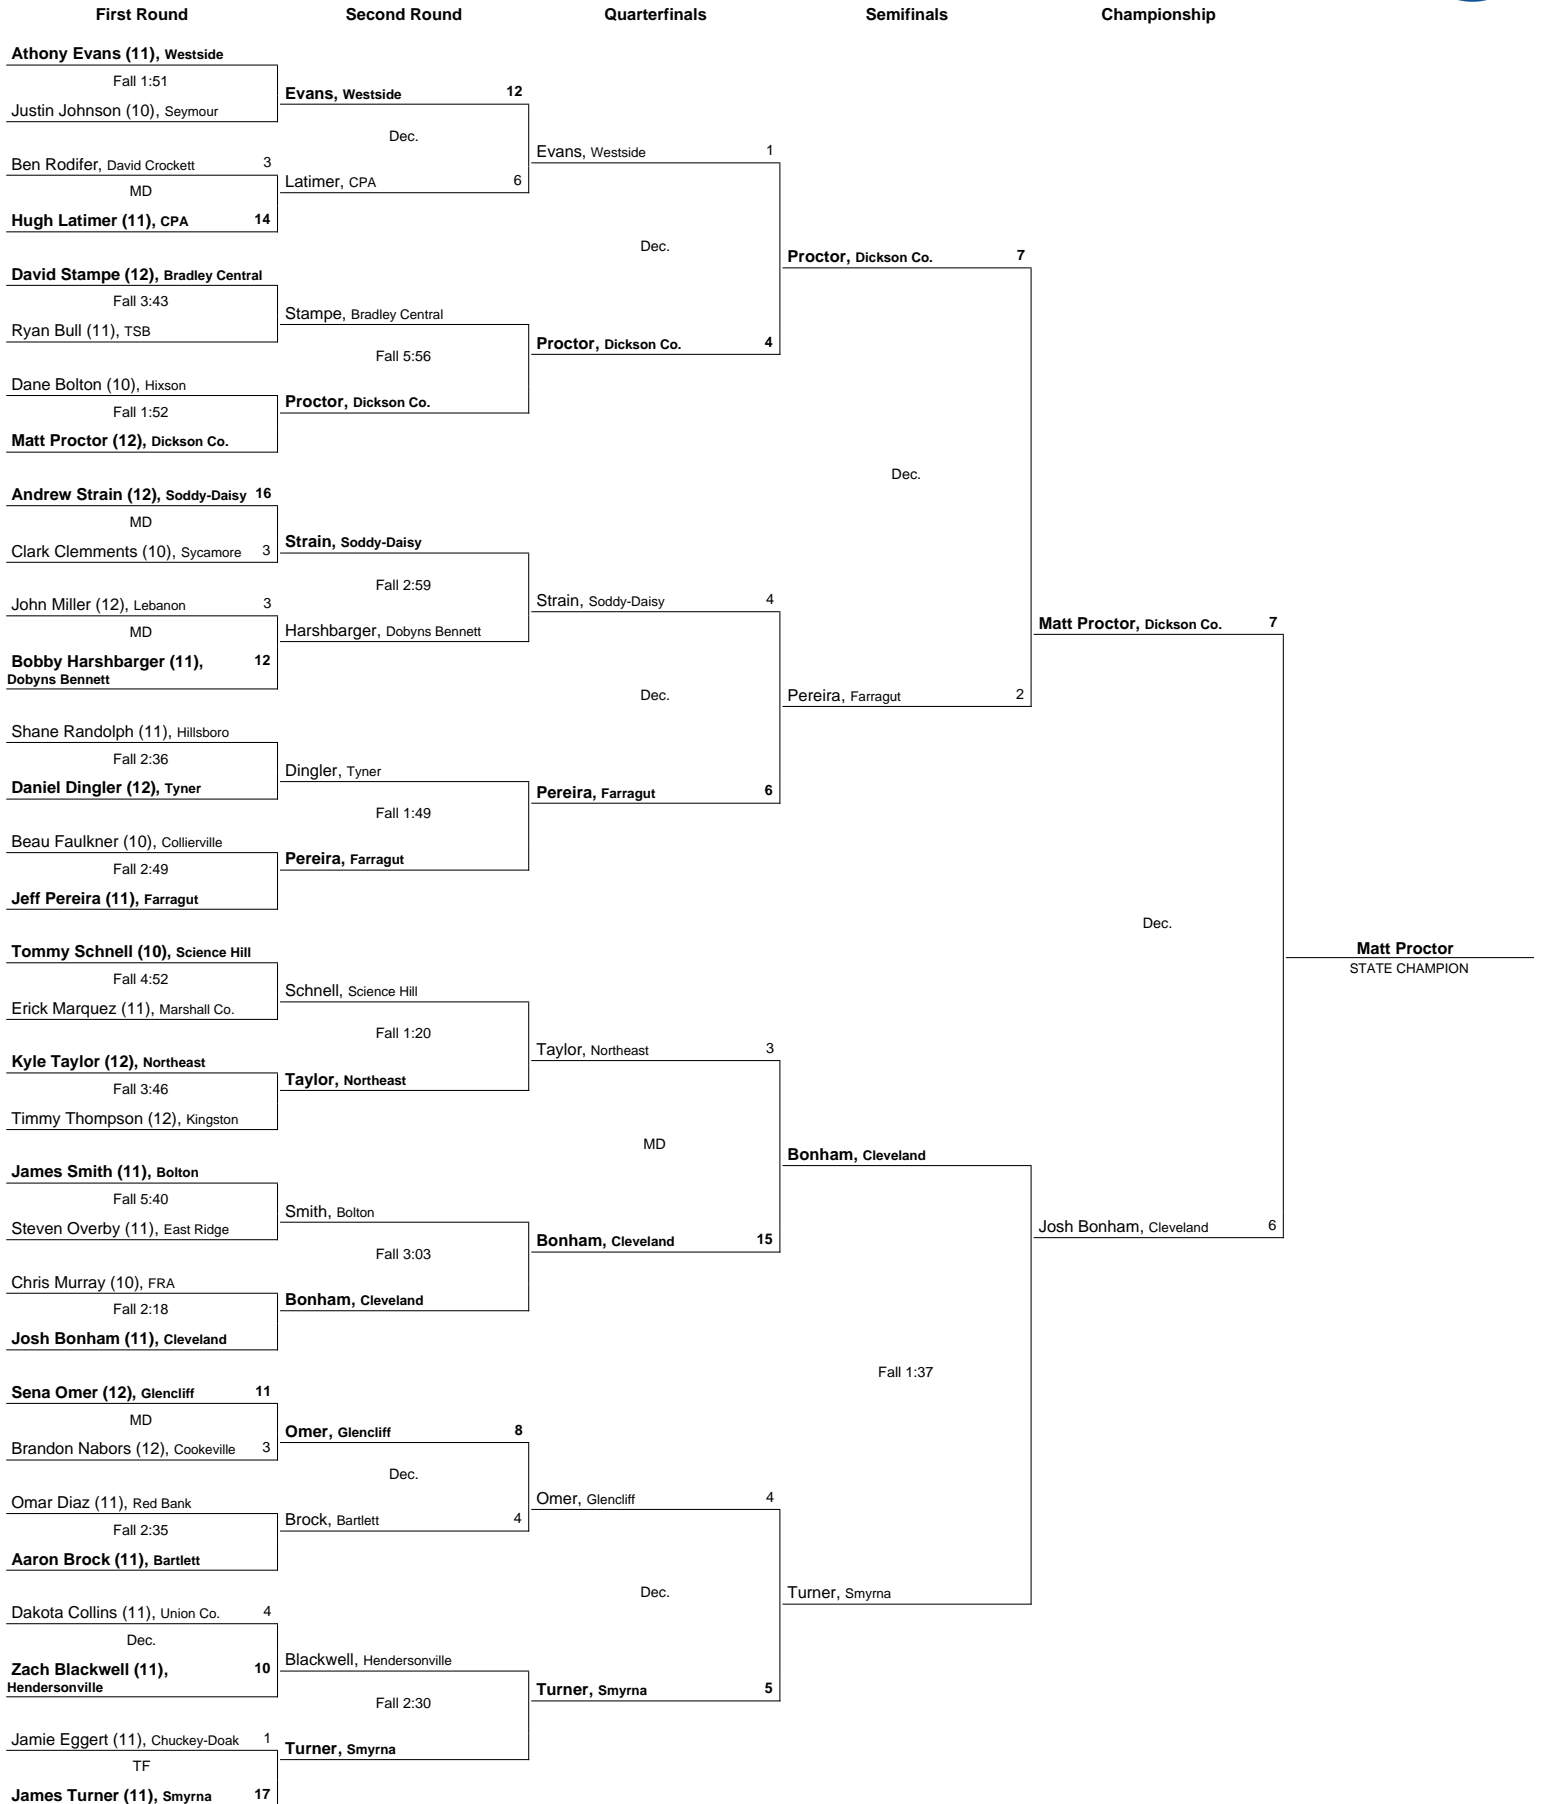 First Round Second Round Quarterfinals Semifinals Championship
Athony Evans (11), Westside
Fall 1:51
Justin Johnson (10), Seymour
Ben Rodifer, David Crockett 3
MD
Hugh Latimer (11), CPA 14
David Stampe (12), Bradley Central
Fall 3:43
Ryan Bull (11), TSB
Dane Bolton (10), Hixson
Fall 1:52
Matt Proctor (12), Dickson Co.
Andrew Strain (12), Soddy-Daisy 16
MD
Clark Clemments (10), Sycamore 3
John Miller (12), Lebanon 3
MD
Bobby Harshbarger (11), 12
Dobyns Bennett
Shane Randolph (11), Hillsboro
Fall 2:36
Daniel Dingler (12), Tyner
Beau Faulkner (10), Collierville
Fall 2:49
Jeff Pereira (11), Farragut
Tommy Schnell (10), Science Hill
Fall 4:52
Erick Marquez (11), Marshall Co.
Kyle Taylor (12), Northeast
Fall 3:46
Timmy Thompson (12), Kingston
James Smith (11), Bolton
Fall 5:40
Steven Overby (11), East Ridge
Chris Murray (10), FRA
Fall 2:18
Josh Bonham (11), Cleveland
Sena Omer (12), Glencliff 11
MD
Brandon Nabors (12), Cookeville 3
Omar Diaz (11), Red Bank
Fall 2:35
Aaron Brock (11), Bartlett
Dakota Collins (11), Union Co. 4
Dec.
Zach Blackwell (11), 10
Hendersonville
Jamie Eggert (11), Chuckey-Doak 1
TF
James Turner (11), Smyrna 17
Evans, Westside 12
Dec.
Latimer, CPA 6
Stampe, Bradley Central
Fall 5:56
Proctor, Dickson Co.
Strain, Soddy-Daisy
Fall 2:59
Harshbarger, Dobyns Bennett
Dingler, Tyner
Fall 1:49
Pereira, Farragut
Schnell, Science Hill
Fall 1:20
Taylor, Northeast
Smith, Bolton
Fall 3:03
Bonham, Cleveland
Omer, Glencliff 8
Dec.
Brock, Bartlett 4
Blackwell, Hendersonville
Fall 2:30
Turner, Smyrna
Evans, Westside 1
Dec.
Proctor, Dickson Co. 4
Strain, Soddy-Daisy 4
Dec.
Pereira, Farragut 6
Taylor, Northeast 3
MD
Bonham, Cleveland 15
Omer, Glencliff 4
Dec.
Turner, Smyrna 5
Proctor, Dickson Co. 7
Dec.
Pereira, Farragut 2
Bonham, Cleveland
Fall 1:37
Turner, Smyrna
Matt Proctor, Dickson Co. 7
Dec.
Josh Bonham, Cleveland 6
Matt Proctor
STATE CHAMPION